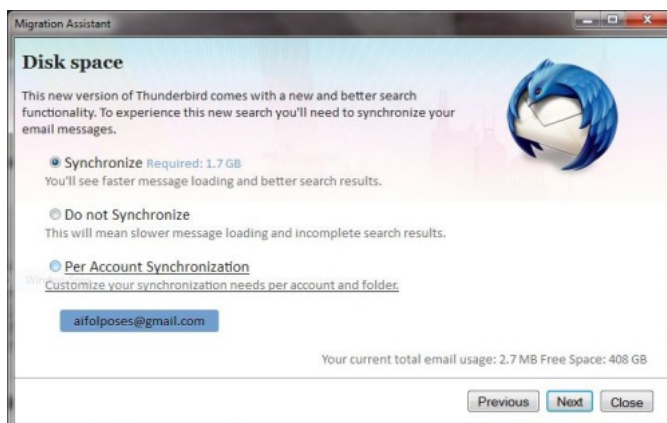 Migration Assistant
Disk space
This new version of Thunderbird comes with a new and better search
functionality. To experience this new search you'll need to synchronize your
email messages.
Synchronize Required: 1.7 GB
You'll see faster message loading and better search results.
Do not Synchronize
This will mean slower message loading and incomplete search results.
Per Account Synchronization
Customize your synchronization needs per account and folder.
aifolposes@gmail.com
Your current total email usage: 2.7 MB Free Space: 408 GB
Previous Next Close